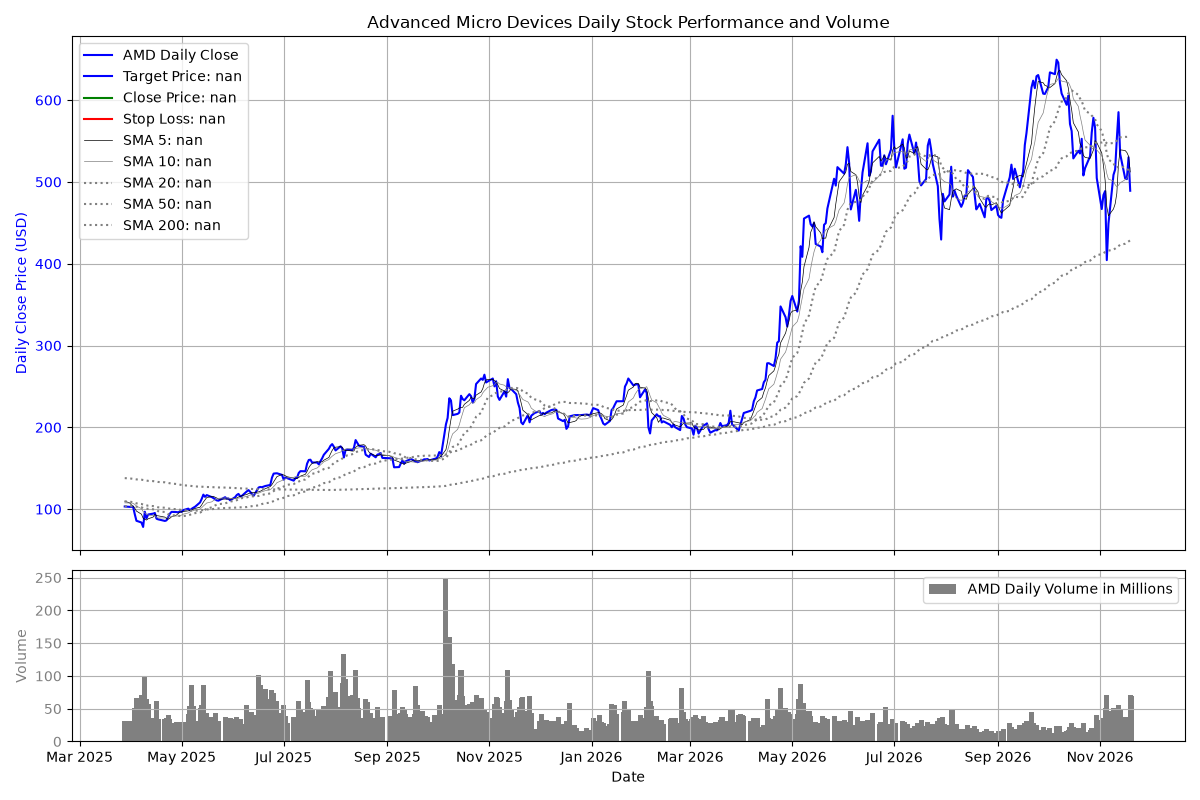 Advanced Micro Devices Daily Stock Performance and Volume
AMD Daily Close
Target Price: nan
Close Price: nan
Stop Loss: nan
SMA 5: nan
SMA 10: nan
SMA 20: nan
SMA 50: nan
SMA 200: nan
Daily Close Price (USD)
600
500
400
300
200
100
AMD Daily Volume in Millions
Volume
250
200
150
100
50
0
Mar 2025 May 2025 Jul 2025 Sep 2025 Nov 2025 Jan 2026 Mar 2026 May 2026 Jul 2026 Sep 2026 Nov 2026
Date